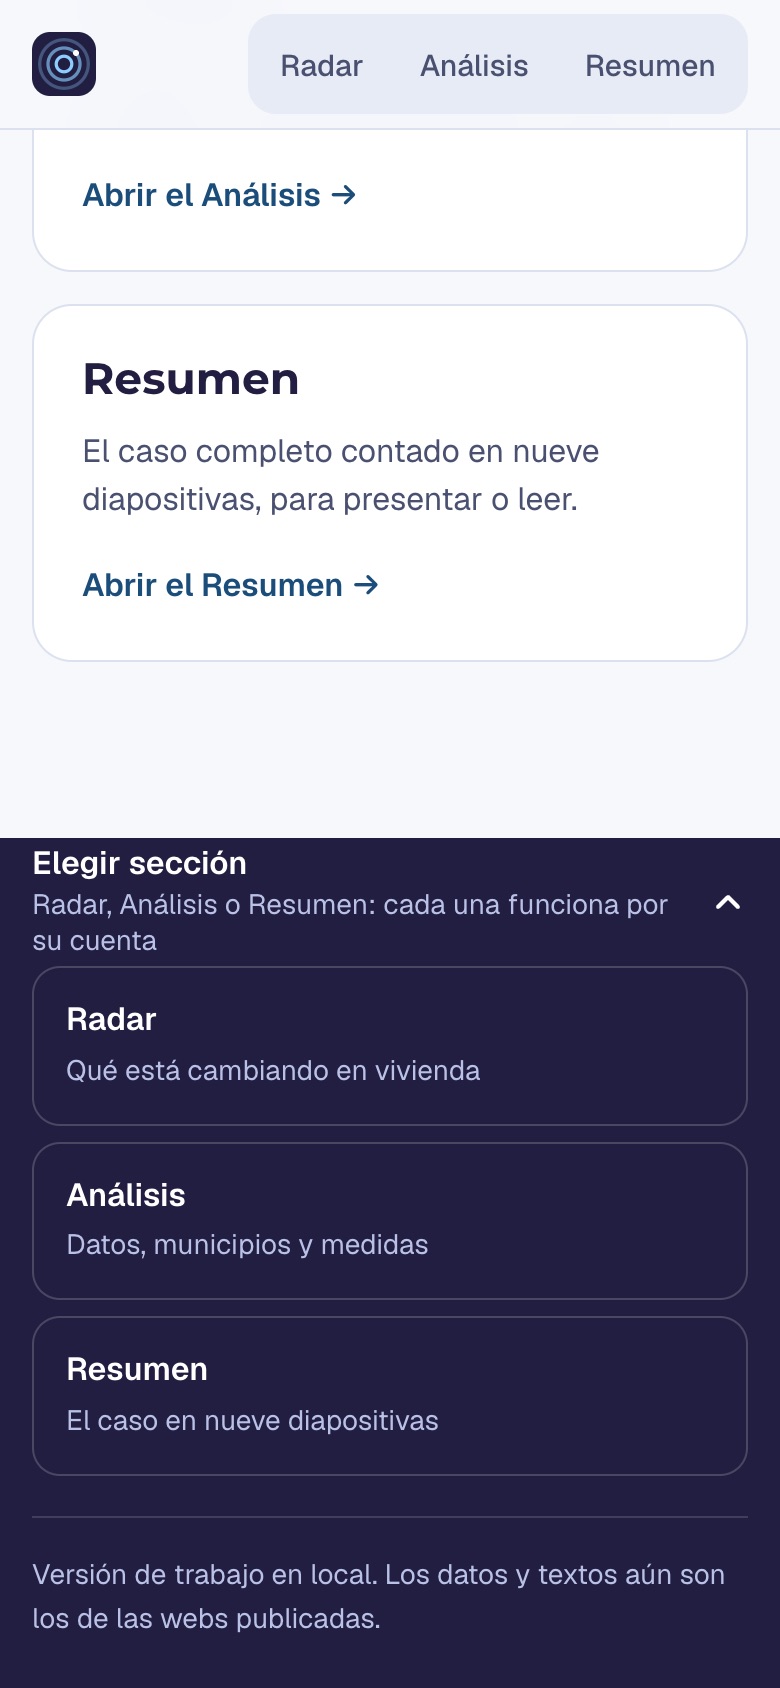 Radar Análisis Resumen
Abrir el Análisis →
Resumen
El caso completo contado en nueve
diapositivas, para presentar o leer.
Abrir el Resumen →
Elegir sección
Radar, Análisis o Resumen: cada una funciona por
su cuenta
Radar
Qué está cambiando en vivienda
Análisis
Datos, municipios y medidas
Resumen
El caso en nueve diapositivas
Versión de trabajo en local. Los datos y textos aún son
los de las webs publicadas.